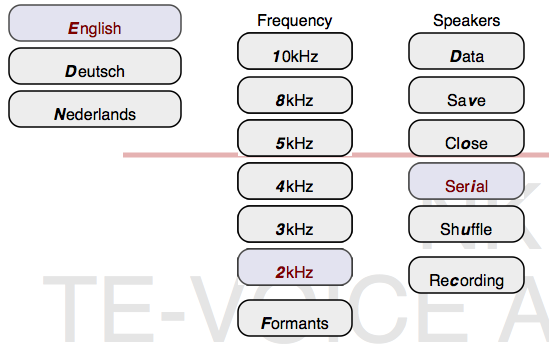 English
Deutsch
Nederlands
Frequency
10kHz
8kHz
5kHz
4kHz
3kHz
2kHz
Formants
Speakers
Data
Save
Close
Serial
Shuffle
Recording
NK
TE-VOICE A